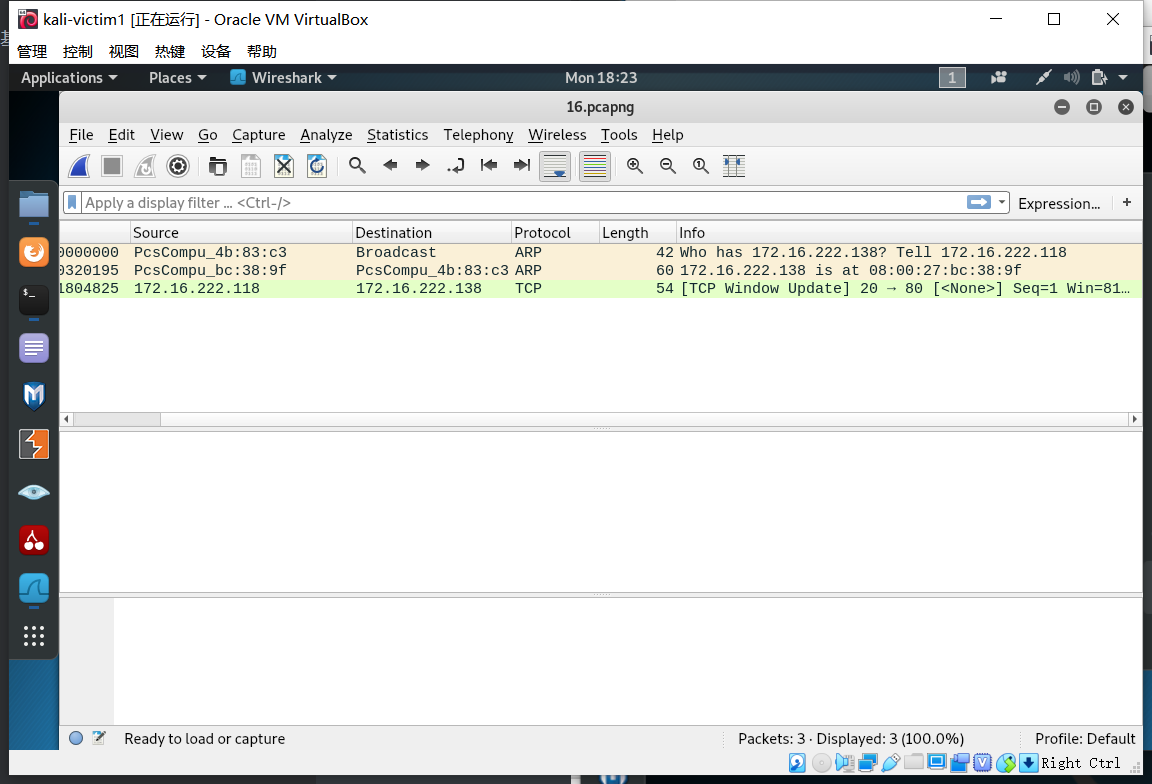 kali-victim1 [正在运行] - Oracle VM VirtualBox
管理 控制 视图 热键 设备 帮助
Applications Places Wireshark Mon 18:23 1
16.pcapng
File Edit View Go Capture Analyze Statistics Telephony Wireless Tools Help
Apply a display filter ... <Ctrl-/> Expression... +
Source Destination Protocol Length Info
0000000 PcsCompu_4b:83:c3 Broadcast ARP 42 Who has 172.16.222.138? Tell 172.16.222.118
0320195 PcsCompu_bc:38:9f PcsCompu_4b:83:c3 ARP 60 172.16.222.138 is at 08:00:27:bc:38:9f
1804825 172.16.222.118 172.16.222.138 TCP 54 [TCP Window Update] 20 → 80 [<None>] Seq=1 Win=81…
Ready to load or capture Packets: 3 · Displayed: 3 (100.0%) Profile: Default
Right Ctrl